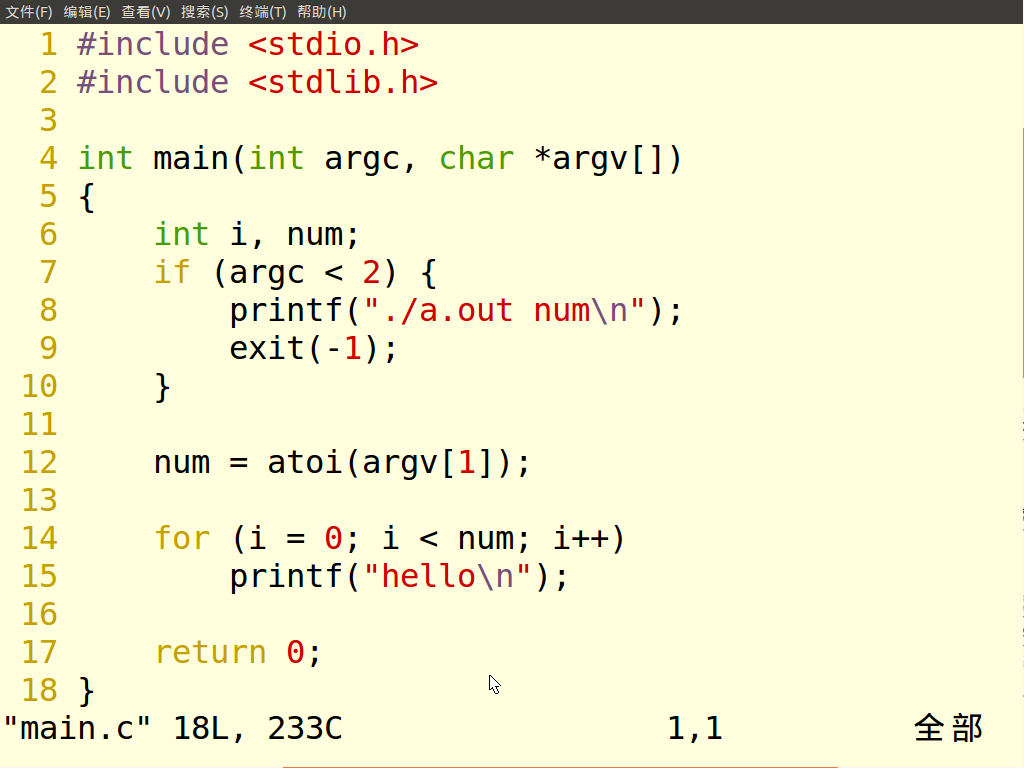 文件(F) 编辑(E) 查看(V) 搜索(S) 终端(T) 帮助(H)
1 #include <stdio.h>
2 #include <stdlib.h>
3
4 int main(int argc, char *argv[])
5 {
6     int i, num;
7     if (argc < 2) {
8         printf("./a.out num\n");
9         exit(-1);
10     }
11
12     num = atoi(argv[1]);
13
14     for (i = 0; i < num; i++)
15         printf("hello\n");
16
17     return 0;
18 }
"main.c" 18L, 233C 1,1 全部